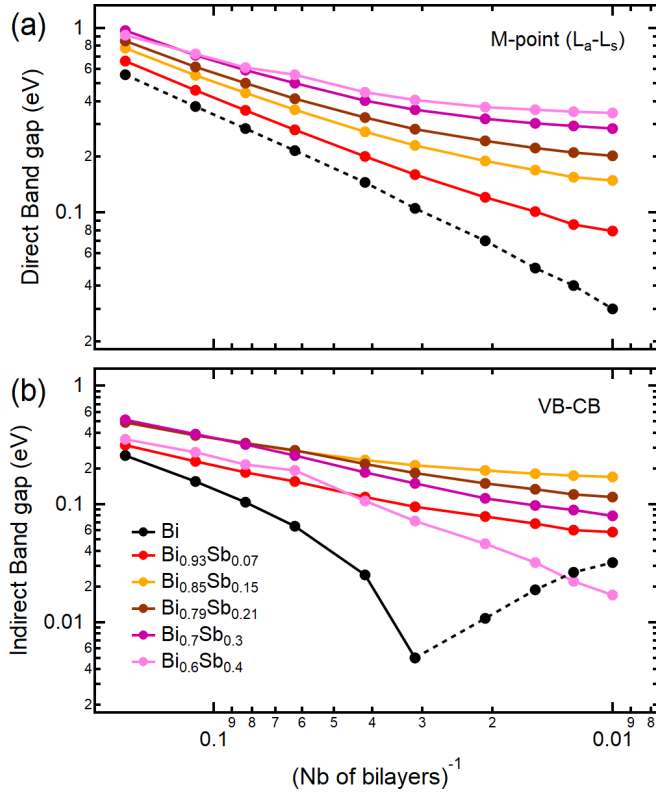 (a)
M-point (Lₐ-Lₛ)
Direct Band gap (eV)
1
8
6
4
2
0.1
8
6
4
2
(b)
VB-CB
Indirect Band gap (eV)
1
8
6
4
2
0.1
8
6
4
2
0.01
8
6
4
2
Bi
Bi₀.₉₃Sb₀.₀₇
Bi₀.₈₅Sb₀.₁₅
Bi₀.₇₉Sb₀.₂₁
Bi₀.₇Sb₀.₃
Bi₀.₆Sb₀.₄
0.1 9 8 7 6 5 4 3 2 0.01 9 8
(Nb of bilayers)⁻¹